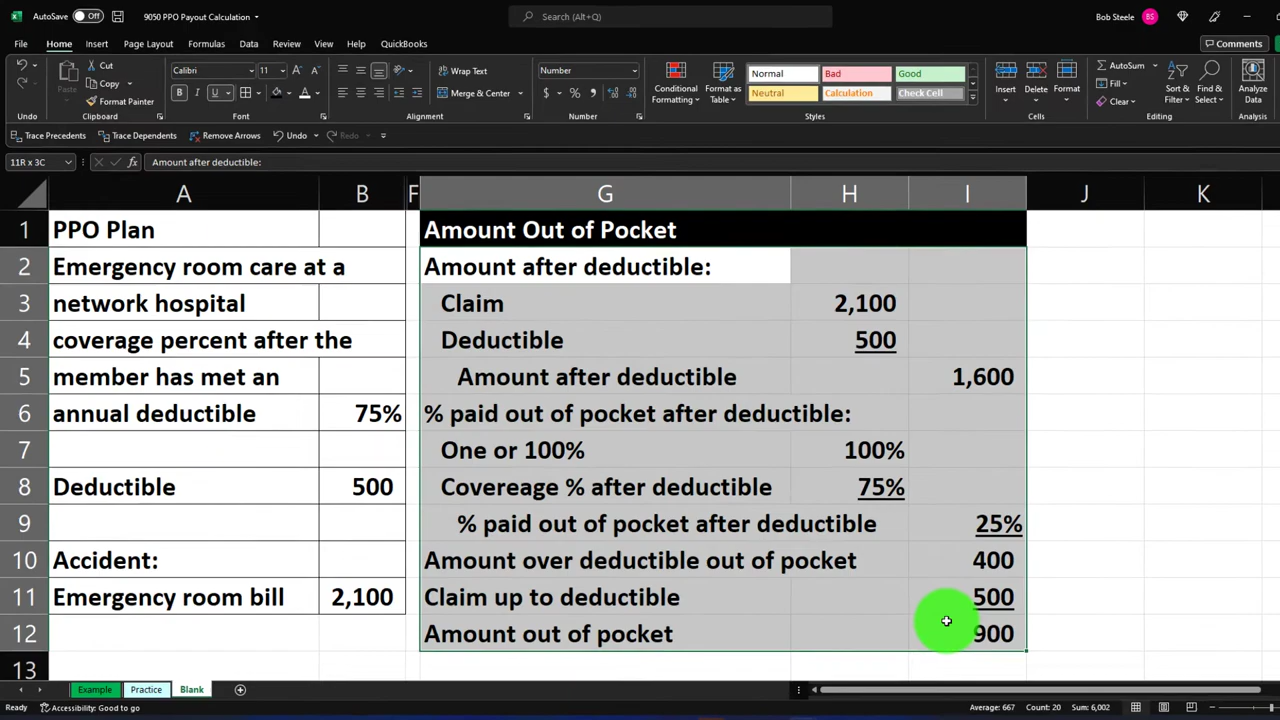 AutoSave Off 9050 PPO Payout Calculation Search (Alt+Q) Bob Steele BS
File Home Insert Page Layout Formulas Data Review View Help QuickBooks Comments
Undo
Paste
Cut
Copy
Format Painter
Clipboard
Calibri 11
B I U
Font
Wrap Text
Merge & Center
Alignment
Number
$ % ,
Number
Conditional Formatting
Format as Table
Normal Bad Good
Neutral Calculation Check Cell
Styles
Insert Delete Format
Cells
AutoSum
Fill
Clear
Sort & Filter
Find & Select
Editing
Analyze Data
Analysis
Trace Precedents Trace Dependents Remove Arrows Undo Redo
11R x 3C fx Amount after deductible:
A B F G H I J K
1 PPO Plan Amount Out of Pocket
2 Emergency room care at a Amount after deductible:
3 network hospital Claim 2,100
4 coverage percent after the Deductible 500
5 member has met an Amount after deductible 1,600
6 annual deductible 75% % paid out of pocket after deductible:
7 One or 100% 100%
8 Deductible 500 Covereage % after deductible 75%
9 % paid out of pocket after deductible 25%
10 Accident: Amount over deductible out of pocket 400
11 Emergency room bill 2,100 Claim up to deductible 500
12 Amount out of pocket 900
13
Example Practice Blank
Ready Accessibility: Good to go Average: 667 Count: 20 Sum: 6,002